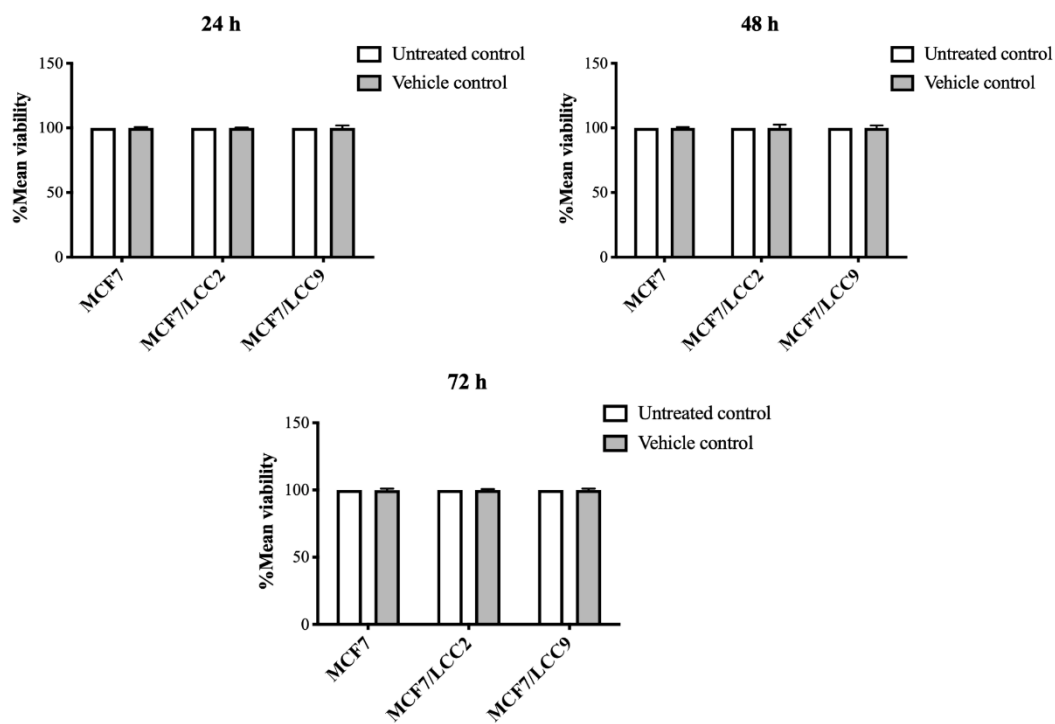 24 h
Untreated control
Vehicle control
%Mean viability
150
100
50
0
MCF7
MCF7/LCC2
MCF7/LCC9
48 h
Untreated control
Vehicle control
%Mean viability
150
100
50
0
MCF7
MCF7/LCC2
MCF7/LCC9
72 h
Untreated control
Vehicle control
%Mean viability
150
100
50
0
MCF7
MCF7/LCC2
MCF7/LCC9